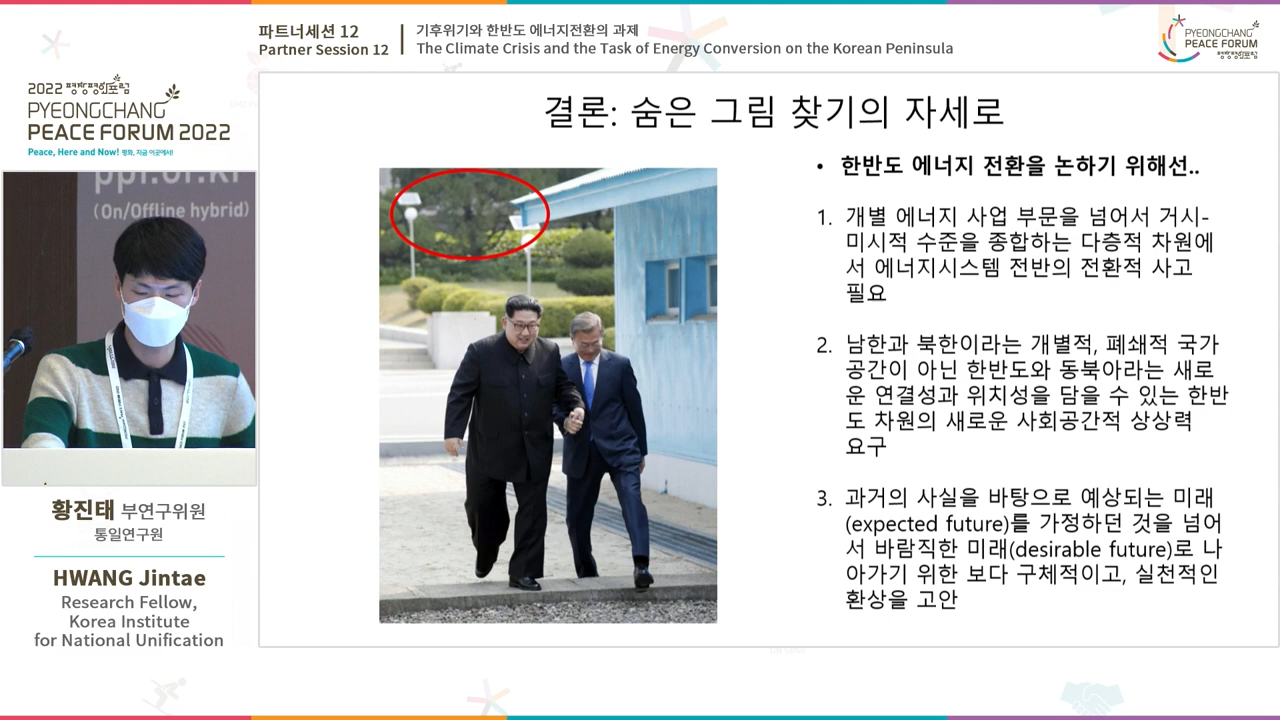 파트너세션 12
Partner Session 12
기후위기와 한반도 에너지전환의 과제
The Climate Crisis and the Task of Energy Conversion on the Korean Peninsula
PYEONGCHANG
PEACE FORUM
평창평화포럼
2022 평창평화포럼
PYEONGCHANG
PEACE FORUM 2022
Peace, Here and Now! 평화, 지금 이곳에서!
(On/Offline hybrid)
황진태 부연구위원
통일연구원
HWANG Jintae
Research Fellow,
Korea Institute
for National Unification
결론: 숨은 그림 찾기의 자세로
• 한반도 에너지 전환을 논하기 위해선..
1. 개별 에너지 사업 부문을 넘어서 거시-
미시적 수준을 종합하는 다층적 차원에
서 에너지시스템 전반의 전환적 사고
필요
2. 남한과 북한이라는 개별적, 폐쇄적 국가
공간이 아닌 한반도와 동북아라는 새로
운 연결성과 위치성을 담을 수 있는 한반
도 차원의 새로운 사회공간적 상상력
요구
3. 과거의 사실을 바탕으로 예상되는 미래
(expected future)를 가정하던 것을 넘어
서 바람직한 미래(desirable future)로 나
아가기 위한 보다 구체적이고, 실천적인
환상을 고안